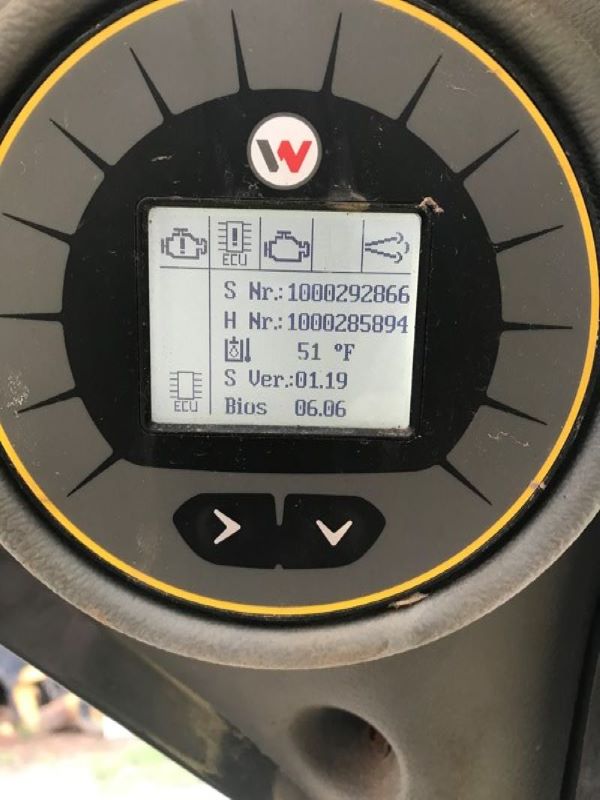 W
ECU
S Nr.:1000292866
H Nr.:1000285894
51 °F
S Ver.:01.19
ECU
Bios 06.06